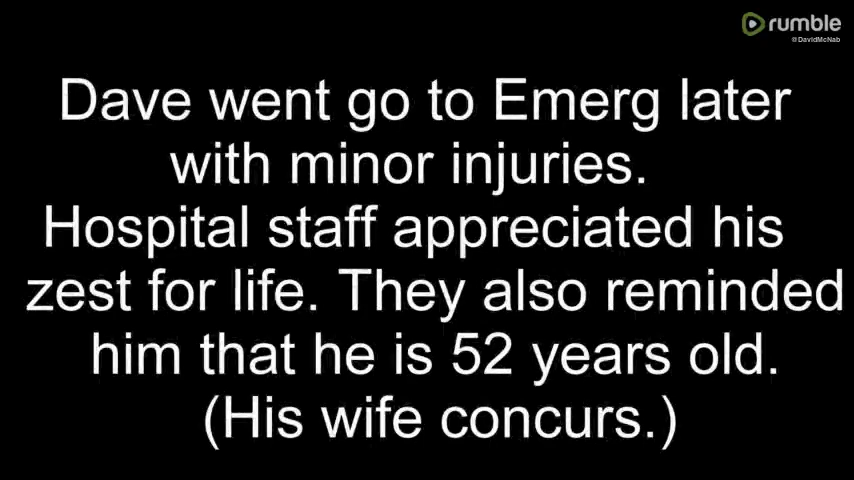 rumble
@DavidMcNab
Dave went go to Emerg later
with minor injuries.
Hospital staff appreciated his
zest for life. They also reminded
him that he is 52 years old.
(His wife concurs.)